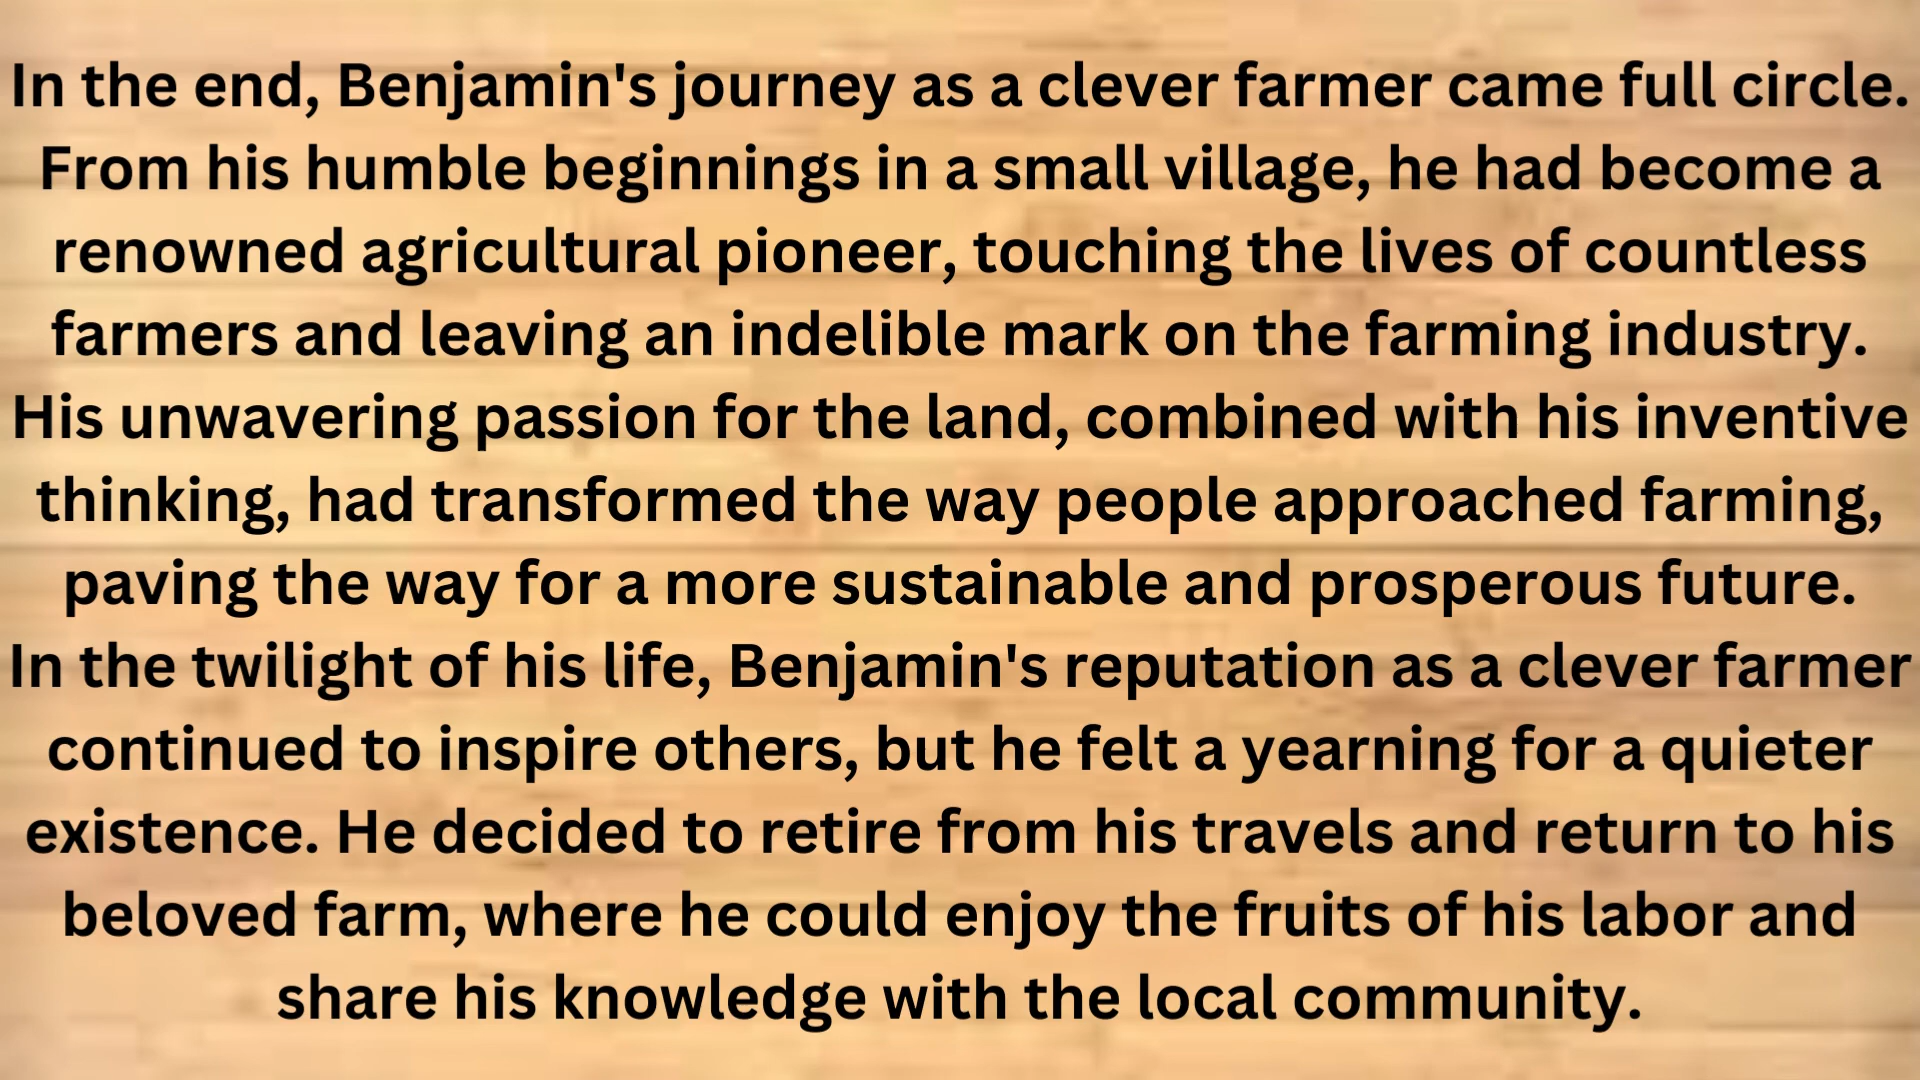 In the end, Benjamin's journey as a clever farmer came full circle.
From his humble beginnings in a small village, he had become a
renowned agricultural pioneer, touching the lives of countless
farmers and leaving an indelible mark on the farming industry.
His unwavering passion for the land, combined with his inventive
thinking, had transformed the way people approached farming,
paving the way for a more sustainable and prosperous future.
In the twilight of his life, Benjamin's reputation as a clever farmer
continued to inspire others, but he felt a yearning for a quieter
existence. He decided to retire from his travels and return to his
beloved farm, where he could enjoy the fruits of his labor and
share his knowledge with the local community.